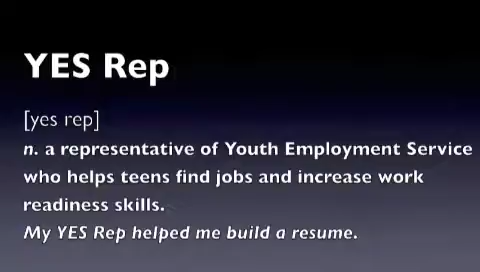 YES Rep
[yes rep]
n. a representative of Youth Employment Service
who helps teens find jobs and increase work
readiness skills.
My YES Rep helped me build a resume.